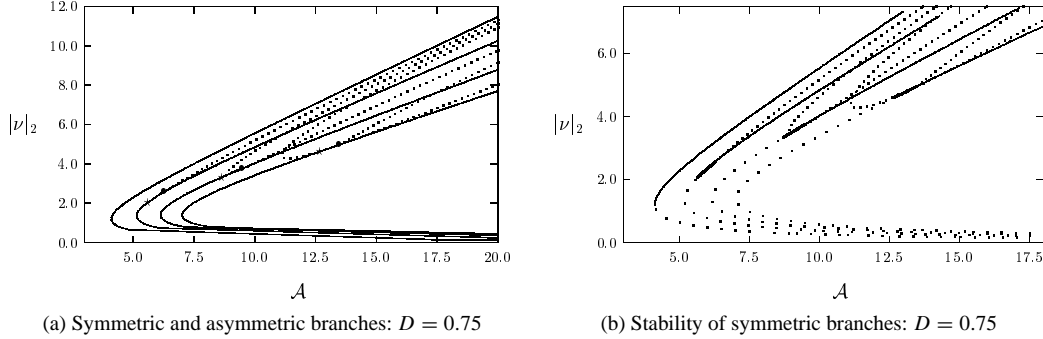 12.0
10.0
8.0
6.0
4.0
2.0
0.0
|ν|₂
5.0 7.5 10.0 12.5 15.0 17.5 20.0
𝒜
(a) Symmetric and asymmetric branches: D = 0.75
6.0
4.0
2.0
0.0
|ν|₂
5.0 7.5 10.0 12.5 15.0 17.5
𝒜
(b) Stability of symmetric branches: D = 0.75